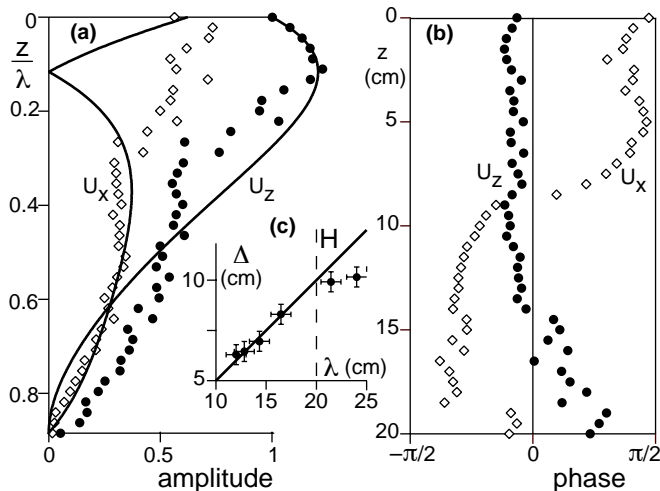 (a)
z
λ
0
0.2
0.4
0.6
0.8
U_x
U_z
0 0.5 1
amplitude
(c)
H
Δ
(cm)
10
5
10 15 20 25
λ (cm)
(b)
z
(cm)
0
5
10
15
20
U_z
U_x
−π/2 0 π/2
phase